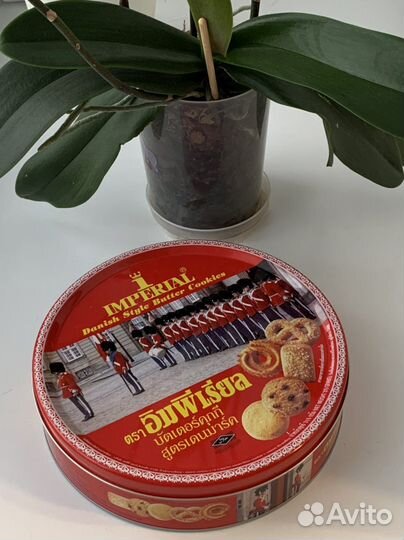 IMPERIAL®
Danish Style Butter Cookies
ตราอิมพีเรียล
บัตเตอร์คุกกี้
สูตรเดนมาร์ค
Avito